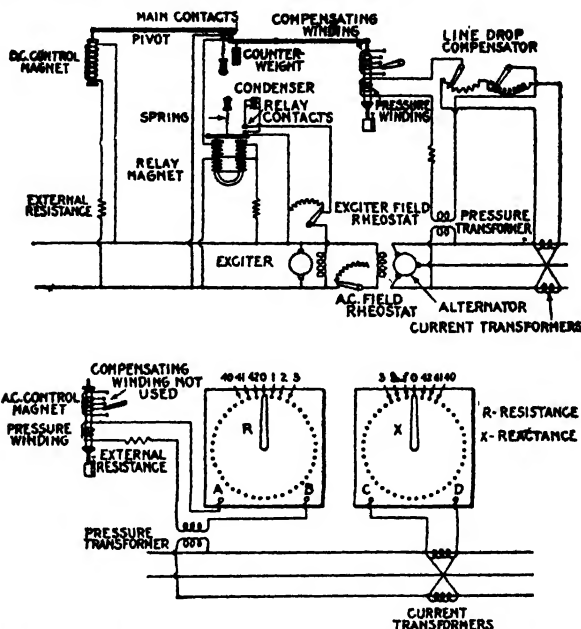 MAIN CONTACTS
PIVOT
D.C. CONTROL
MAGNET
COMPENSATING
WINDING
COUNTER-
WEIGHT
LINE DROP
COMPENSATOR
CONDENSER
RELAY
CONTACTS
SPRING
PRESSURE
WINDING
RELAY
MAGNET
EXTERNAL
RESISTANCE
EXCITER FIELD
RHEOSTAT
PRESSURE
TRANSFORMER
EXCITER
A.C. FIELD
RHEOSTAT
ALTERNATOR
CURRENT TRANSFORMERS
COMPENSATING
WINDING NOT
USED
A.C. CONTROL
MAGNET
PRESSURE
WINDING
EXTERNAL
RESISTANCE
40 41 42 0 1 2 3
R
A B
3 2 1 0 42 41 40
X
C D
R-RESISTANCE
X-REACTANCE
PRESSURE
TRANSFORMER
CURRENT
TRANSFORMERS